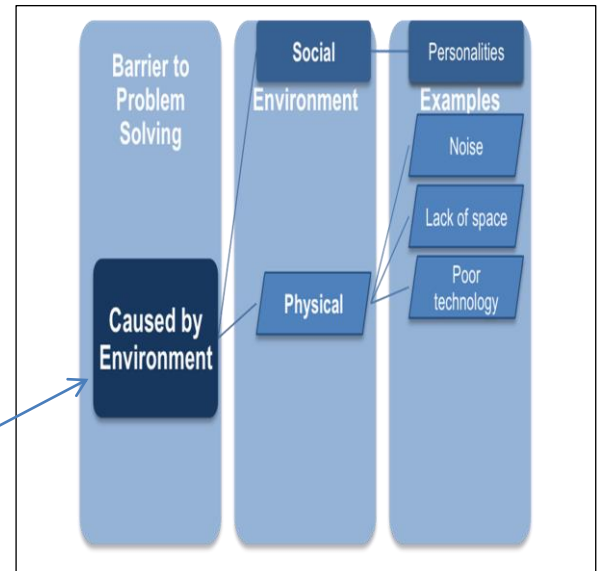 Barrier to
Problem
Solving
Caused by
Environment
Social
Environment
Physical
Personalities
Examples
Noise
Lack of space
Poor
technology